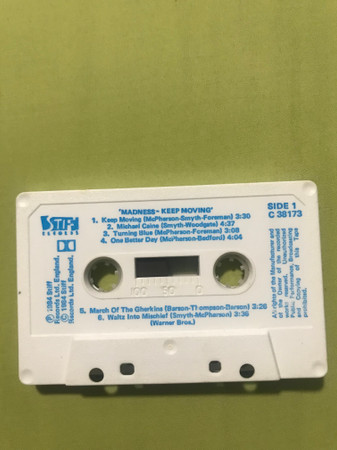 STIFF
RECORDS
"MADNESS - KEEP MOVING"
SIDE 1
C 38173
1. Keep Moving (McPherson-Smyth-Foreman) 3:30
2. Michael Caine (Smyth-Woodgate) 4:37
3. Turning Blue (McPherson-Foreman) 3:08
4. One Better Day (McPherson-Bedford) 4:04
℗ 1984 Stiff
Records Ltd. England.
© 1984 Stiff
Records Ltd. England.
All rights of the Manufacturer and
of the Owner of the recorded
work reserved. Unauthorised
Public Performance, Broadcasting
and Copying of this Tape
prohibited.
100 50 0
5. March Of The Gherkins (Barson-Thompson-Barson) 3:26
6. Waltz Into Mischief (Smyth-McPherson) 3:36
(Warner Bros.)